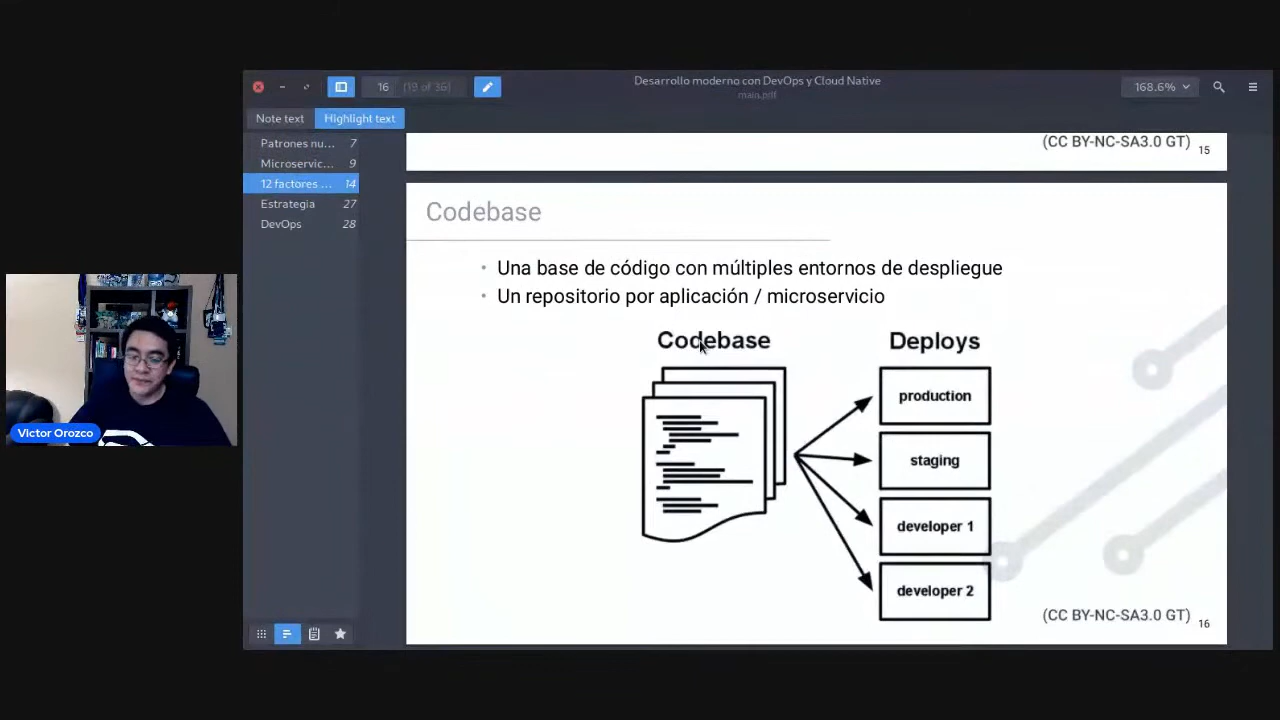 16 (19 of 36)
Desarrollo moderno con DevOps y Cloud Native
main.pdf
168.6%
Note text
Highlight text
Patrones nu... 7
Microservic... 9
12 factores ... 14
Estrategia 27
DevOps 28
(CC BY-NC-SA3.0 GT) 15
Codebase
• Una base de código con múltiples entornos de despliegue
• Un repositorio por aplicación / microservicio
Codebase
Deploys
production
staging
developer 1
developer 2
(CC BY-NC-SA3.0 GT) 16
Victor Orozco